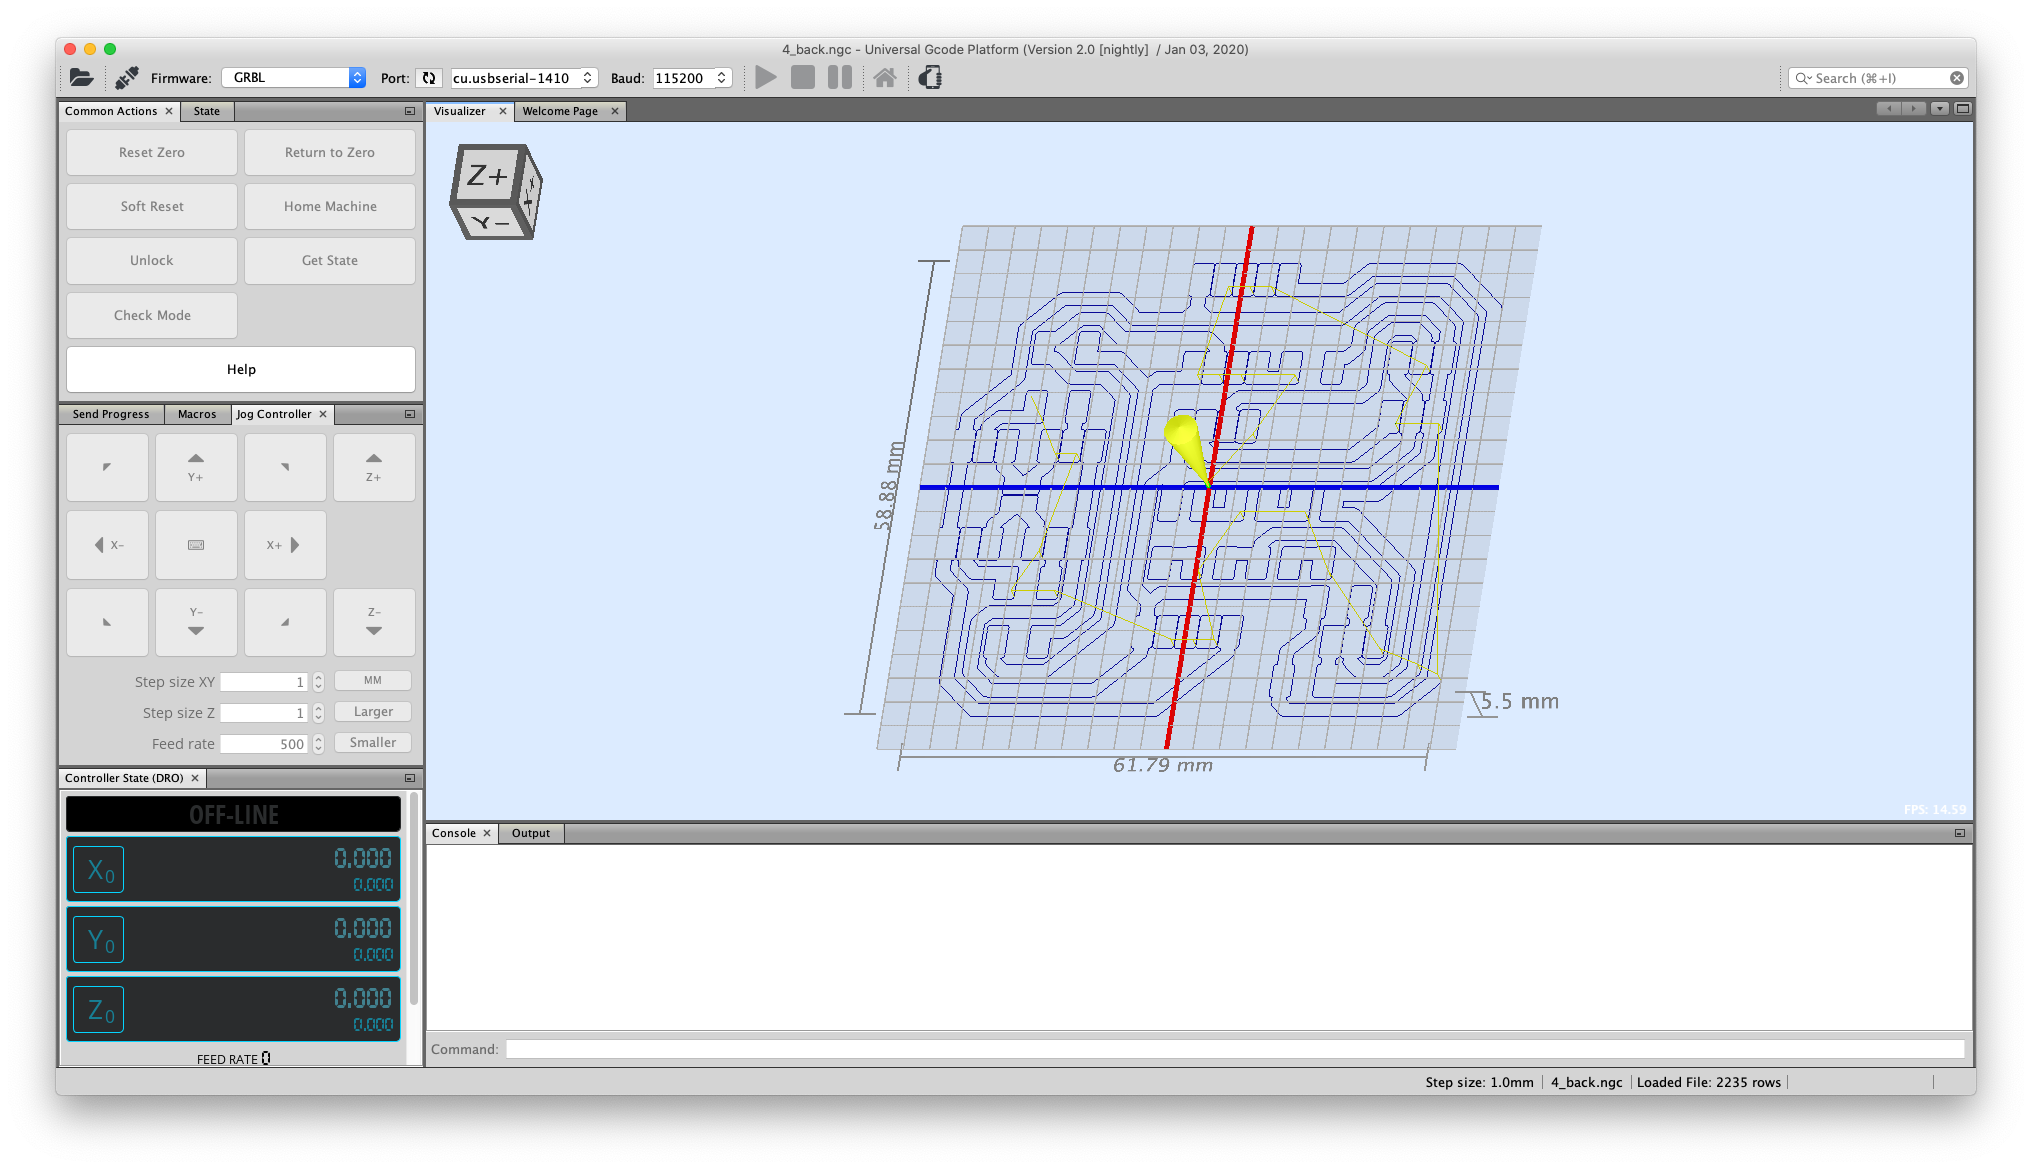 4_back.ngc - Universal Gcode Platform (Version 2.0 [nightly] / Jan 03, 2020)
Firmware: GRBL Port: cu.usbserial-1410 Baud: 115200 Search (⌘+I)
Common Actions State
Reset Zero Return to Zero
Soft Reset Home Machine
Unlock Get State
Check Mode
Help
Send Progress Macros Jog Controller
Y+ Z+
X- X+
Y- Z-
Step size XY 1 MM
Step size Z 1 Larger
Feed rate 500 Smaller
Controller State (DRO)
OFF-LINE
X0 0.000
0.000
Y0 0.000
0.000
Z0 0.000
0.000
FEED RATE 0
Visualizer Welcome Page
Z+
Y-
X+
58.88 mm
5.5 mm
61.79 mm
FPS: 14.59
Console Output
Command:
Step size: 1.0mm 4_back.ngc Loaded File: 2235 rows